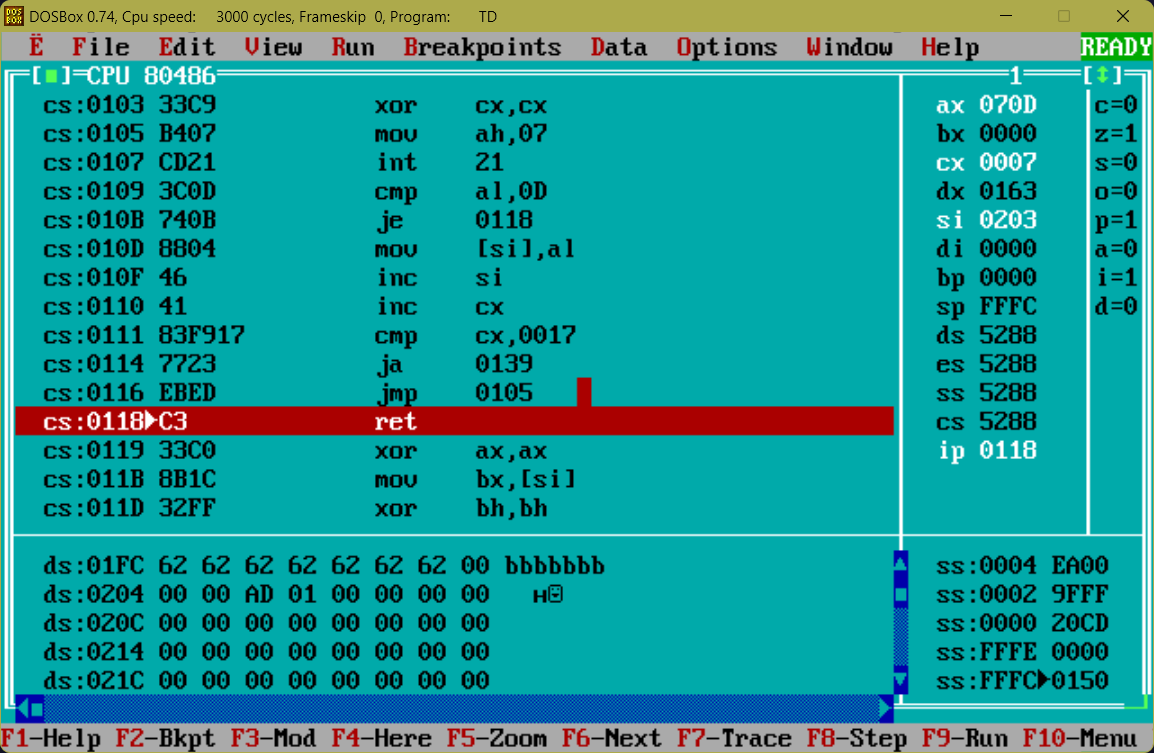 DOSBox 0.74, Cpu speed: 3000 cycles, Frameskip 0, Program: TD
Ë File Edit View Run Breakpoints Data Options Window Help READY
[■]=CPU 80486 1 [↕]
cs:0103 33C9 xor cx,cx ax 070D c=0
cs:0105 B407 mov ah,07 bx 0000 z=1
cs:0107 CD21 int 21 cx 0007 s=0
cs:0109 3C0D cmp al,0D dx 0163 o=0
cs:010B 740B je 0118 si 0203 p=1
cs:010D 8804 mov [si],al di 0000 a=0
cs:010F 46 inc si bp 0000 i=1
cs:0110 41 inc cx sp FFFC d=0
cs:0111 83F917 cmp cx,0017 ds 5288
cs:0114 7723 ja 0139 es 5288
cs:0116 EBED jmp 0105 ss 5288
cs:0118►C3 ret cs 5288
cs:0119 33C0 xor ax,ax ip 0118
cs:011B 8B1C mov bx,[si]
cs:011D 32FF xor bh,bh
ds:01FC 62 62 62 62 62 62 62 00 bbbbbbb ss:0004 EA00
ds:0204 00 00 AD 01 00 00 00 00 н☺ ss:0002 9FFF
ds:020C 00 00 00 00 00 00 00 00 ss:0000 20CD
ds:0214 00 00 00 00 00 00 00 00 ss:FFFE 0000
ds:021C 00 00 00 00 00 00 00 00 ss:FFFC►0150
F1-Help F2-Bkpt F3-Mod F4-Here F5-Zoom F6-Next F7-Trace F8-Step F9-Run F10-Menu